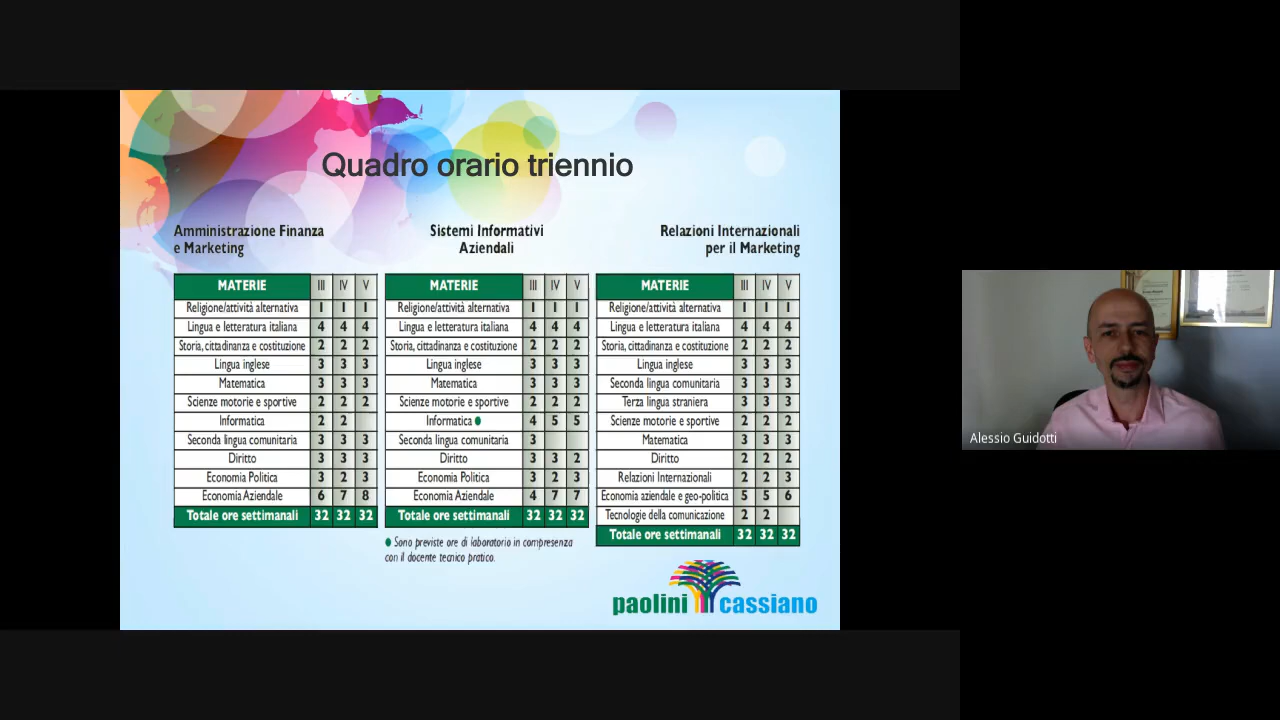 Quadro orario triennio
Amministrazione Finanza
e Marketing
MATERIE III IV V
Religione/attività alternativa 1 1 1
Lingua e letteratura italiana 4 4 4
Storia, cittadinanza e costituzione 2 2 2
Lingua inglese 3 3 3
Matematica 3 3 3
Scienze motorie e sportive 2 2 2
Informatica 2 2
Seconda lingua comunitaria 3 3 3
Diritto 3 3 3
Economia Politica 3 2 3
Economia Aziendale 6 7 8
Totale ore settimanali 32 32 32
Sistemi Informativi
Aziendali
MATERIE III IV V
Religione/attività alternativa 1 1 1
Lingua e letteratura italiana 4 4 4
Storia, cittadinanza e costituzione 2 2 2
Lingua inglese 3 3 3
Matematica 3 3 3
Scienze motorie e sportive 2 2 2
Informatica ● 4 5 5
Seconda lingua comunitaria 3
Diritto 3 3 2
Economia Politica 3 2 3
Economia Aziendale 4 7 7
Totale ore settimanali 32 32 32
● Sono previste ore di laboratorio in compresenza
con il docente tecnico pratico.
Relazioni Internazionali
per il Marketing
MATERIE III IV V
Religione/attività alternativa 1 1 1
Lingua e letteratura italiana 4 4 4
Storia, cittadinanza e costituzione 2 2 2
Lingua inglese 3 3 3
Seconda lingua comunitaria 3 3 3
Terza lingua straniera 3 3 3
Scienze motorie e sportive 2 2 2
Matematica 3 3 3
Diritto 2 2 2
Relazioni Internazionali 2 2 3
Economia aziendale e geo-politica 5 5 6
Tecnologie della comunicazione 2 2
Totale ore settimanali 32 32 32
paolini cassiano
Alessio Guidotti